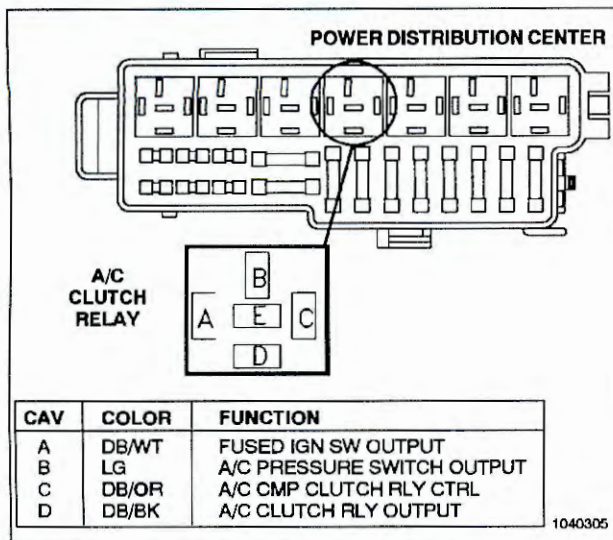 POWER DISTRIBUTION CENTER
A/C
CLUTCH
RELAY
B
A E C
D
CAV COLOR FUNCTION
A DB/WT FUSED IGN SW OUTPUT
B LG A/C PRESSURE SWITCH OUTPUT
C DB/OR A/C CMP CLUTCH RLY CTRL
D DB/BK A/C CLUTCH RLY OUTPUT
1040305